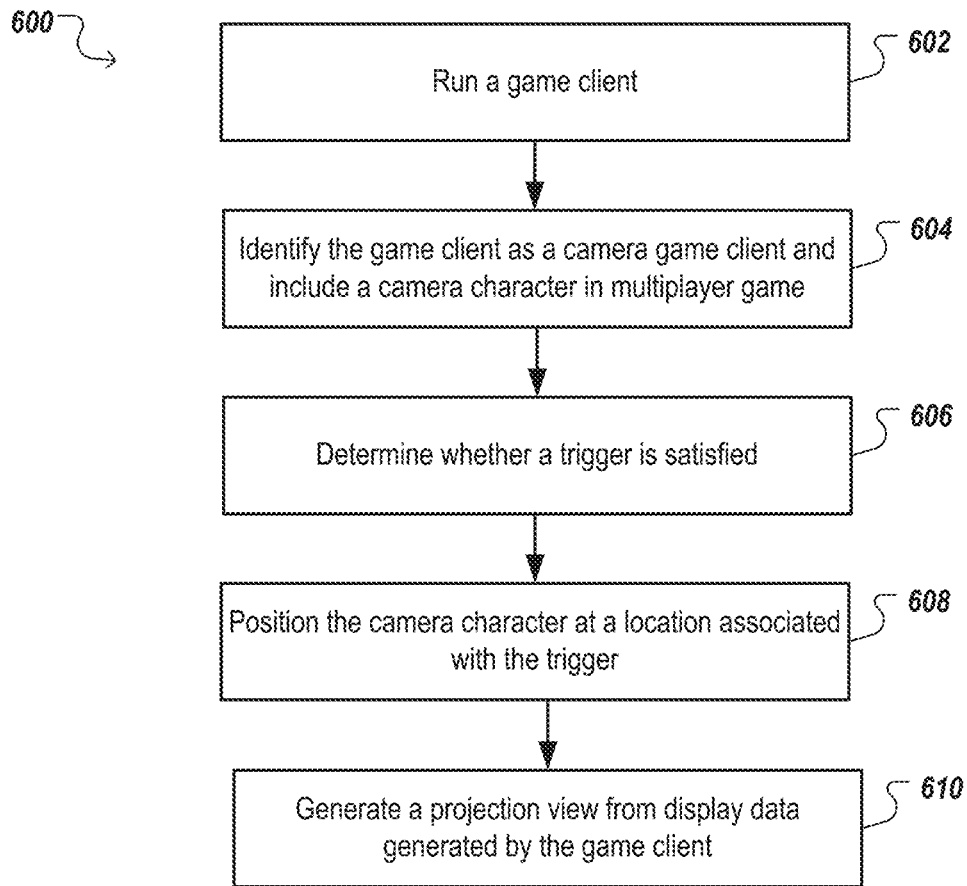 600
602
Run a game client
604
Identify the game client as a camera game client and
include a camera character in multiplayer game
606
Determine whether a trigger is satisfied
608
Position the camera character at a location associated
with the trigger
610
Generate a projection view from display data
generated by the game client